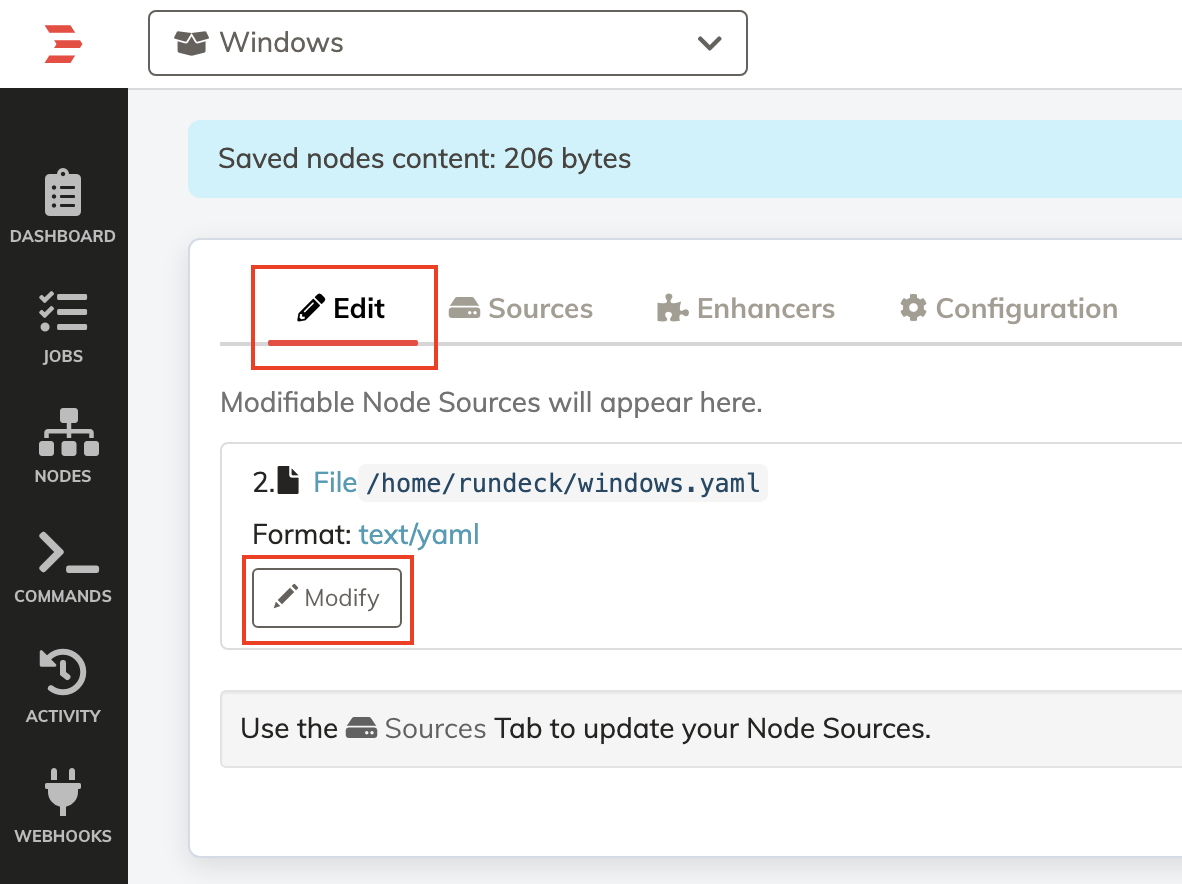 Windows
Saved nodes content: 206 bytes
DASHBOARD
JOBS
NODES
COMMANDS
ACTIVITY
WEBHOOKS
Edit Sources Enhancers Configuration
Modifiable Node Sources will appear here.
2. File /home/rundeck/windows.yaml
Format: text/yaml
Modify
Use the Sources Tab to update your Node Sources.